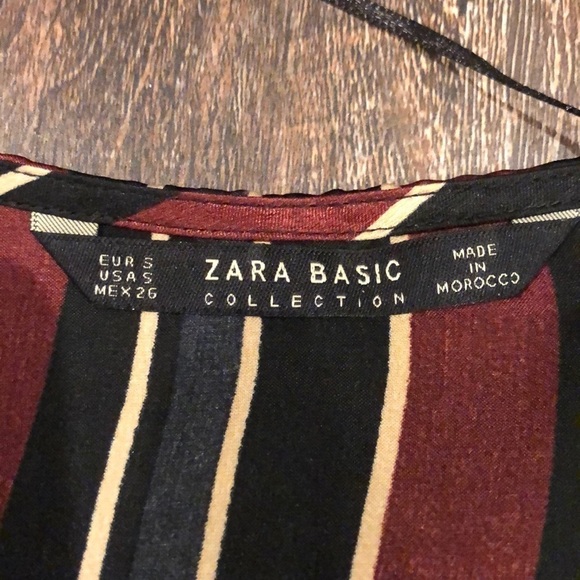 EUR S
USA S
MEX 26
ZARA BASIC
COLLECTION
MADE
IN
MOROCCO